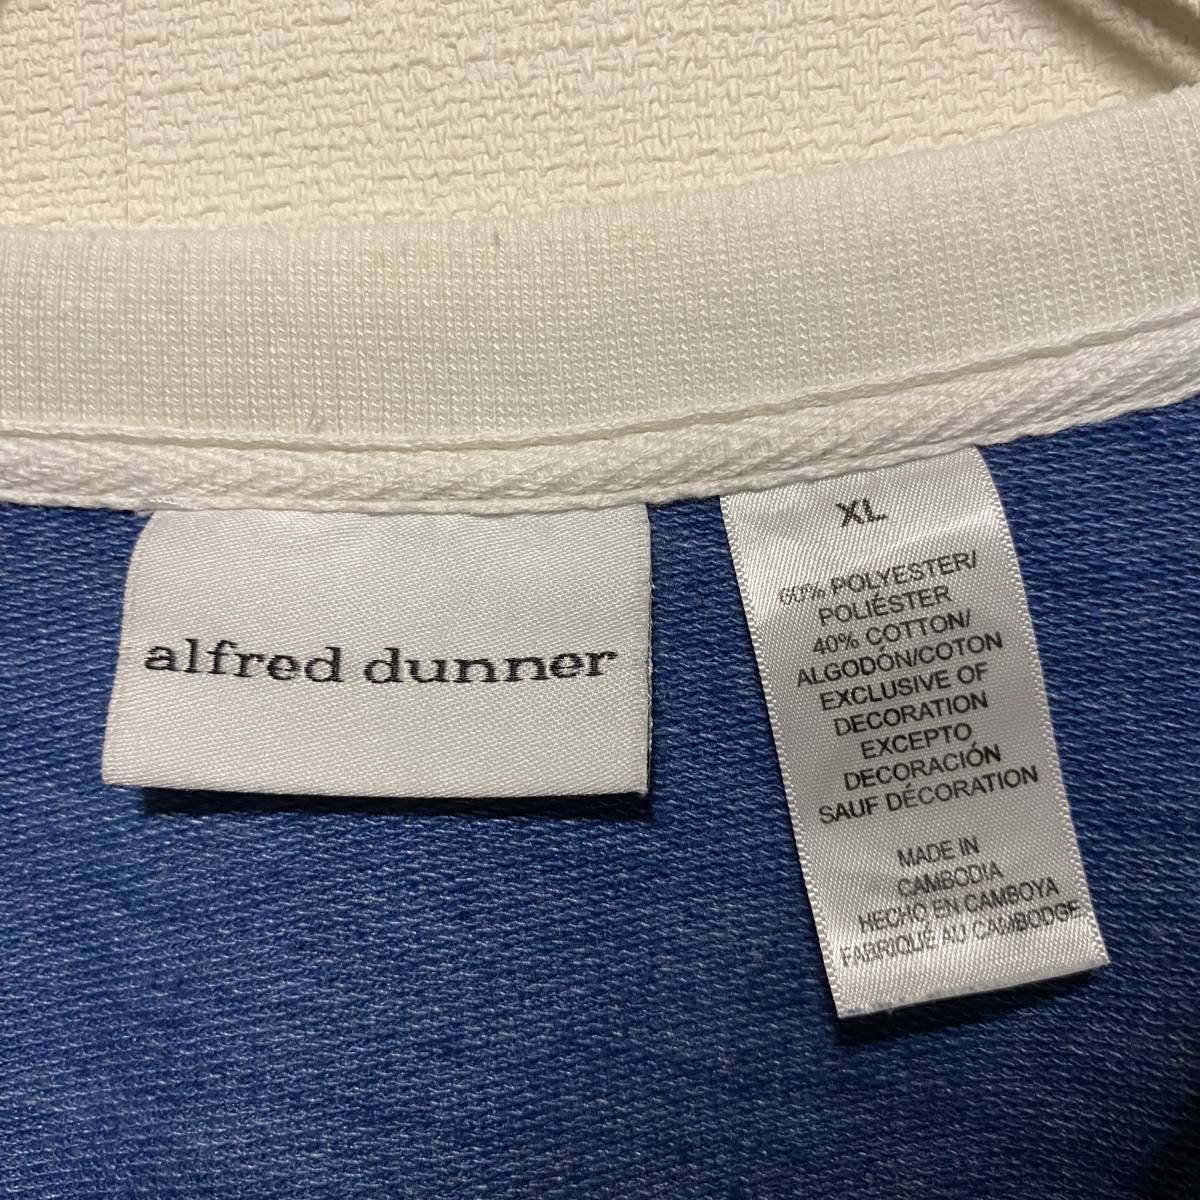 alfred dunner
XL
60% POLYESTER/
POLIÉSTER
40% COTTON/
ALGODÓN/COTON
EXCLUSIVE OF
DECORATION
EXCEPTO
DECORACIÓN
SAUF DÉCORATION
MADE IN
CAMBODIA
HECHO EN CAMBOYA
FABRIQUÉ AU CAMBODGE